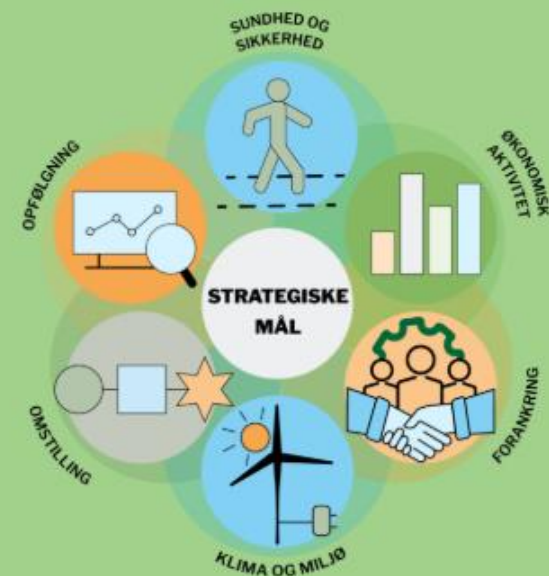 SUNDHED OG
SIKKERHED
ØKONOMISK
AKTIVITET
FORANKRING
KLIMA OG MILJØ
OMSTILLING
OPFØLGNING
STRATEGISKE
MÅL